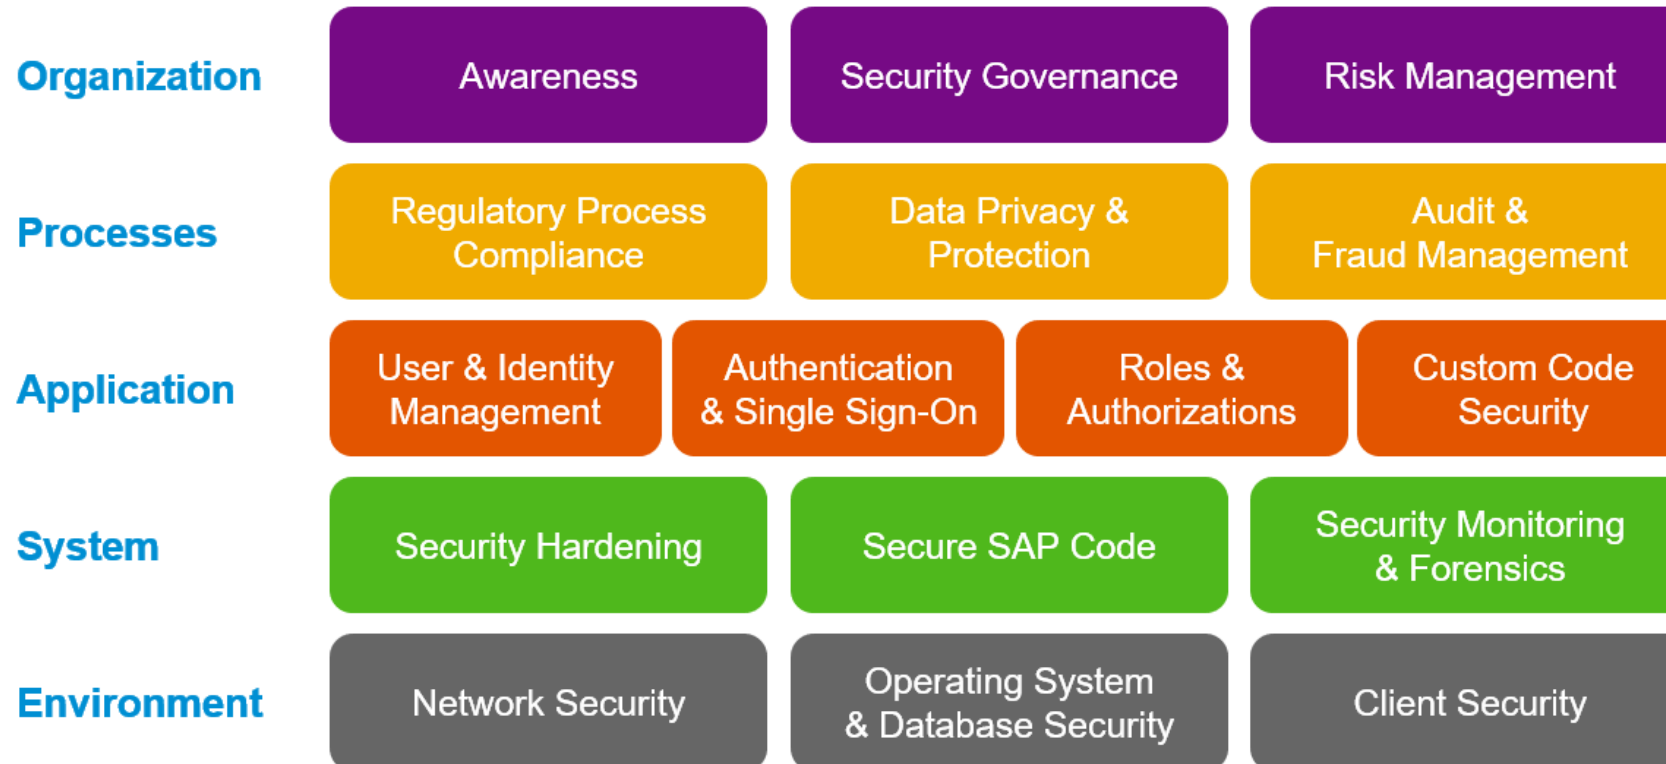 Organization
Awareness
Security Governance
Risk Management
Processes
Regulatory Process
Compliance
Data Privacy &
Protection
Audit &
Fraud Management
Application
User & Identity
Management
Authentication
& Single Sign-On
Roles &
Authorizations
Custom Code
Security
System
Security Hardening
Secure SAP Code
Security Monitoring
& Forensics
Environment
Network Security
Operating System
& Database Security
Client Security